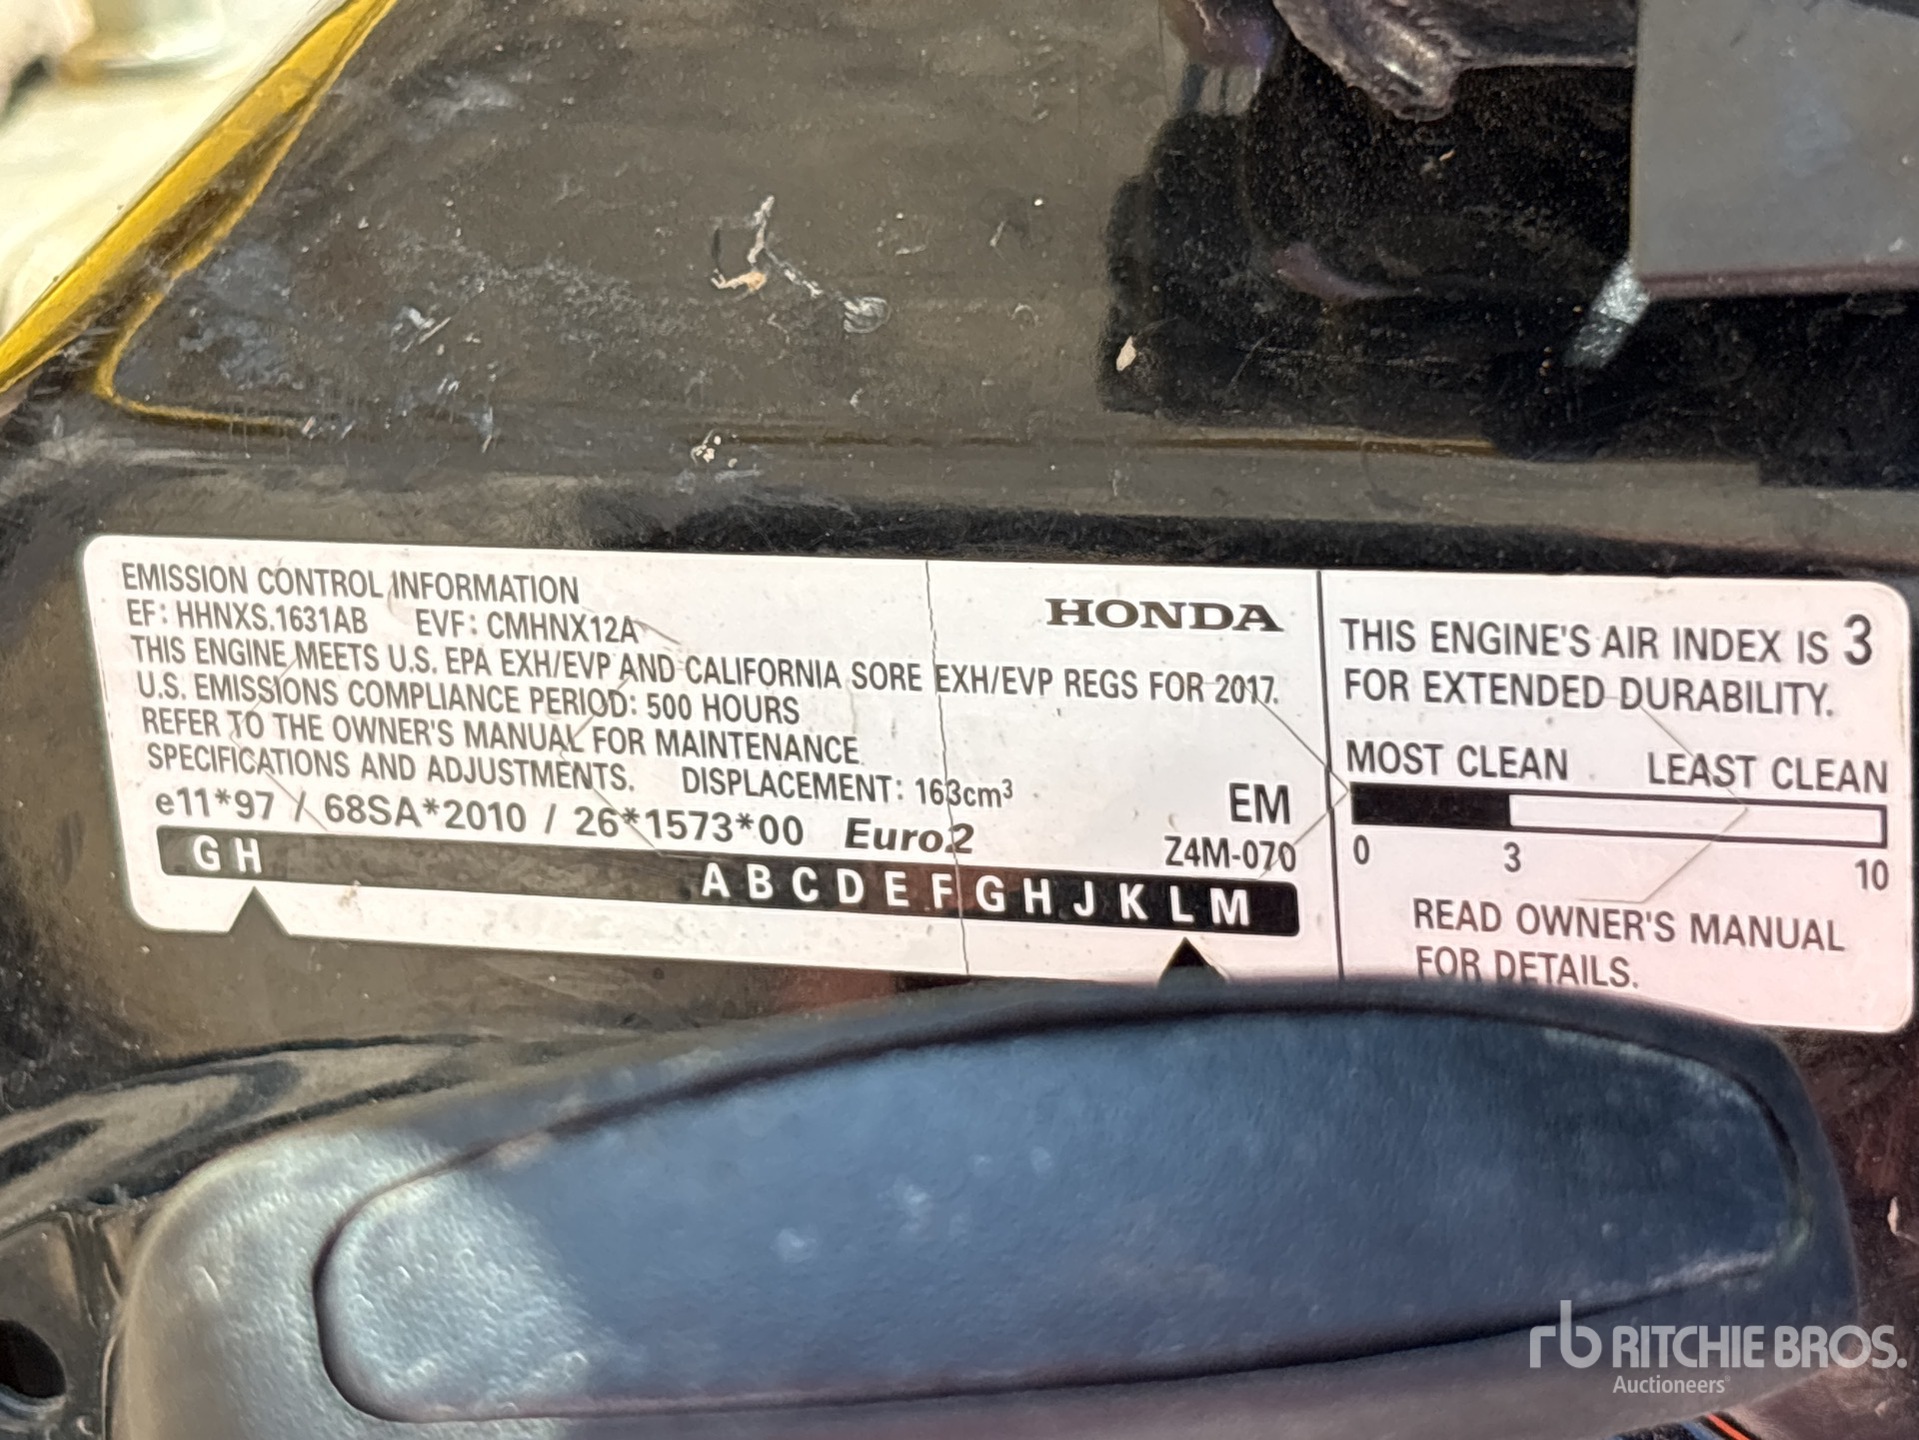 EMISSION CONTROL INFORMATION
EF: HHNXS.1631AB EVF: CMHNX12A
HONDA
THIS ENGINE MEETS U.S. EPA EXH/EVP AND CALIFORNIA SORE EXH/EVP REGS FOR 2017.
U.S. EMISSIONS COMPLIANCE PERIOD: 500 HOURS
REFER TO THE OWNER'S MANUAL FOR MAINTENANCE
SPECIFICATIONS AND ADJUSTMENTS. DISPLACEMENT: 163cm³
EM
e11*97 / 68SA*2010 / 26*1573*00 Euro2
Z4M-070
G H A B C D E F G H J K L M
THIS ENGINE'S AIR INDEX IS 3
FOR EXTENDED DURABILITY.
MOST CLEAN LEAST CLEAN
0 3 10
READ OWNER'S MANUAL
FOR DETAILS.
rb RITCHIE BROS.
Auctioneers